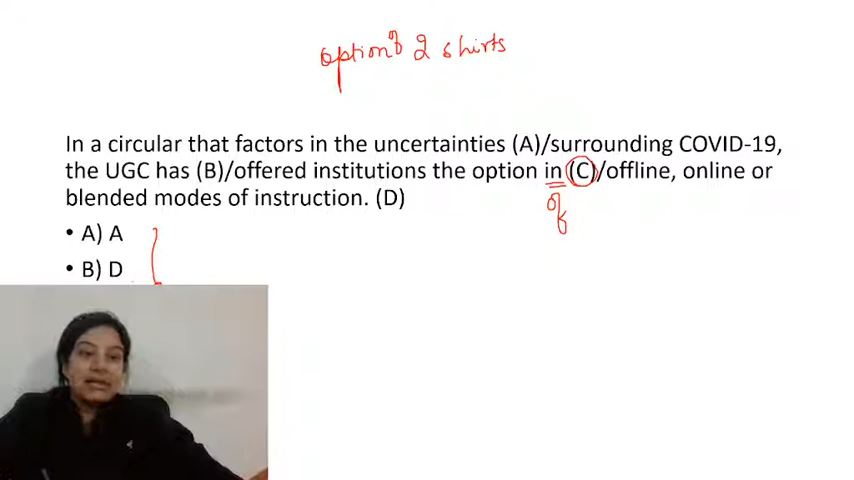 option of 2 shirts
In a circular that factors in the uncertainties (A)/surrounding COVID-19,
the UGC has (B)/offered institutions the option in (C)/offline, online or
blended modes of instruction. (D)
of
• A) A
• B) D